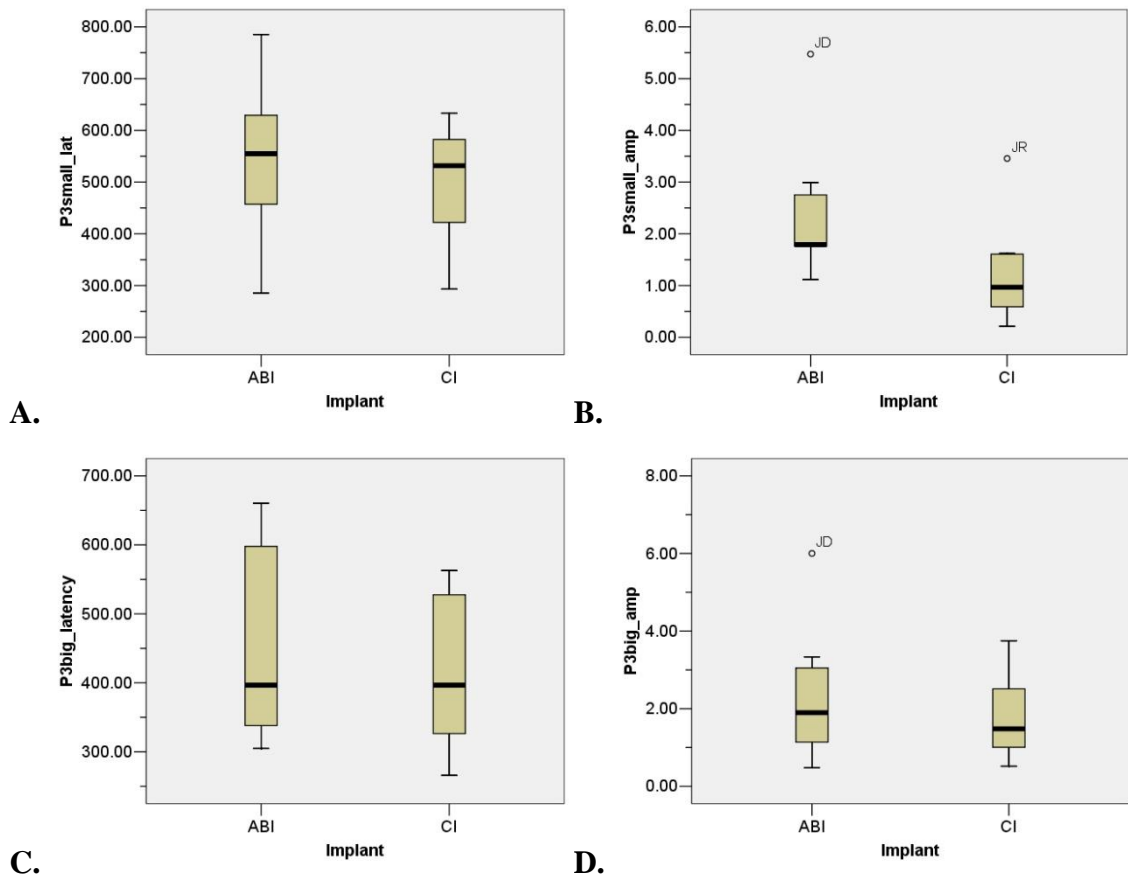 800.00
700.00
600.00
500.00
400.00
300.00
200.00
P3small_lat
ABI CI
Implant
A.
6.00
5.00
4.00
3.00
2.00
1.00
0.00
P3small_amp
JD
JR
ABI CI
Implant
B.
700.00
600.00
500.00
400.00
300.00
P3big_latency
ABI CI
Implant
C.
8.00
6.00
4.00
2.00
0.00
P3big_amp
JD
ABI CI
Implant
D.